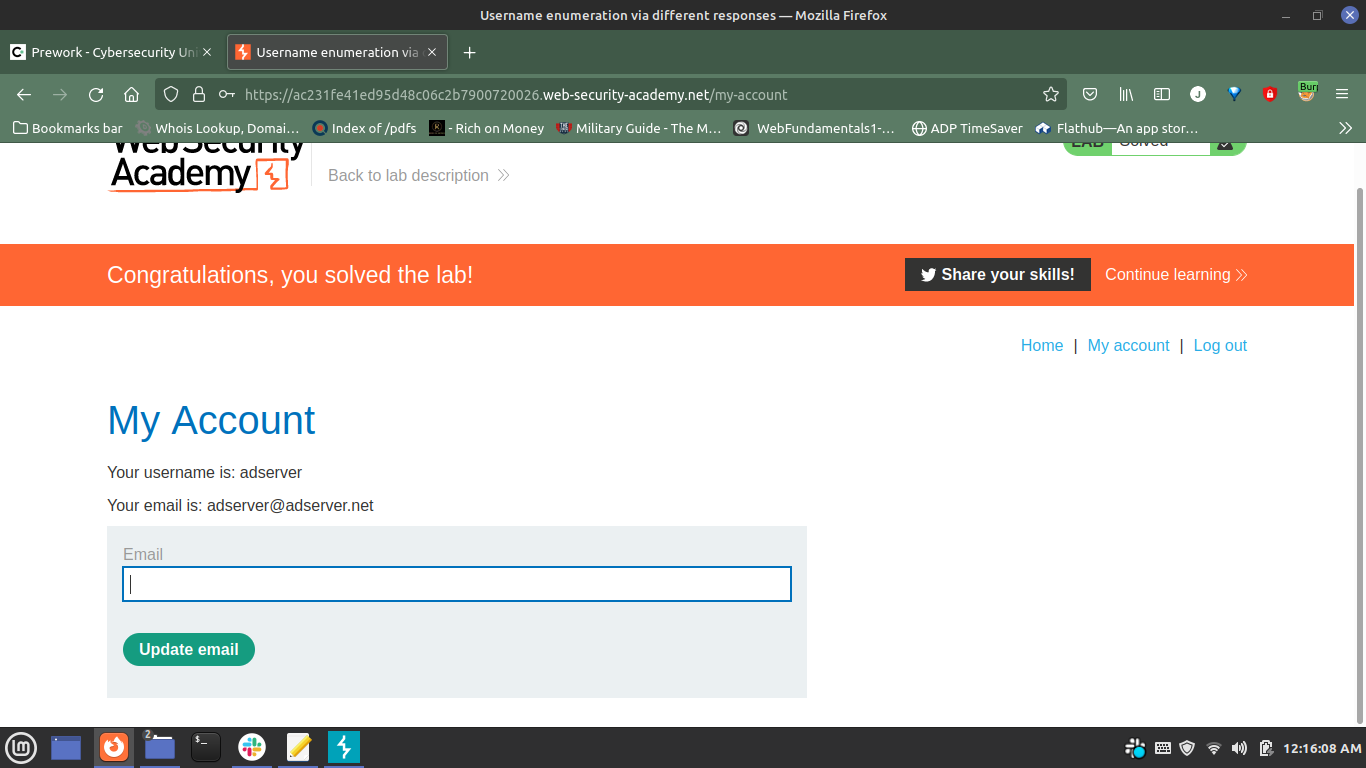 Username enumeration via different responses — Mozilla Firefox
Prework - Cybersecurity Uni
Username enumeration via
https://ac231fe41ed95d48c06c2b7900720026.web-security-academy.net/my-account
J
Burp
Bookmarks bar
Whois Lookup, Domai…
Index of /pdfs
- Rich on Money
Military Guide - The M…
WebFundamentals1-…
ADP TimeSaver
Flathub—An app stor…
Web Security
Academy
Back to lab description
LAB Solved
Congratulations, you solved the lab!
Share your skills!
Continue learning
Home | My account | Log out
My Account
Your username is: adserver
Your email is: adserver@adserver.net
Email
Update email
2
$_
12:16:08 AM